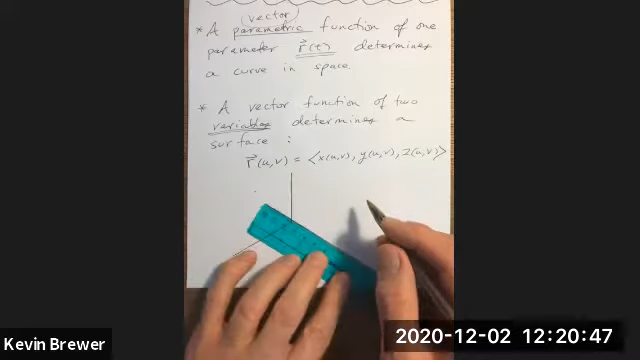 (vector)
* A parametric function of one
parameter r⃗(t) determines
a curve in space
* A vector function of two
variables determines a
surface :
r⃗(u,v) = <x(u,v), y(u,v), z(u,v)>
Kevin Brewer
2020-12-02 12:20:47